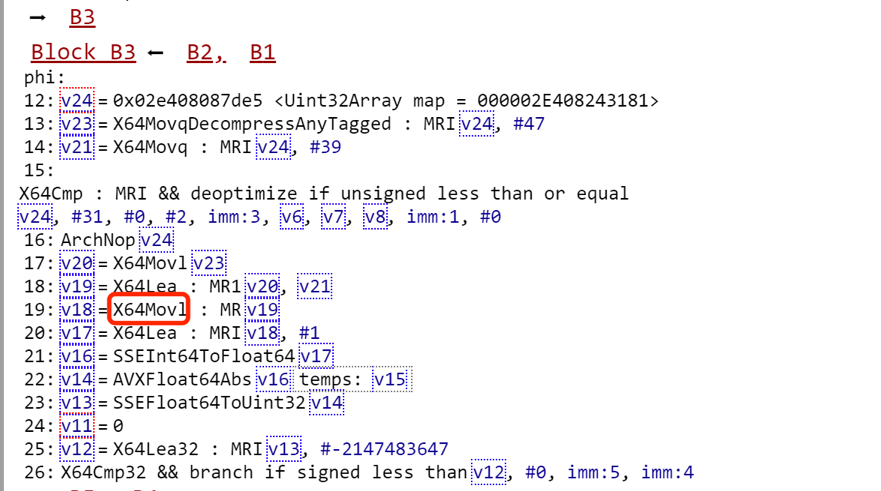 → B3
Block B3 ← B2, B1
phi:
12: v24 = 0x02e408087de5 <Uint32Array map = 000002E408243181>
13: v23 = X64MovqDecompressAnyTagged : MRI v24, #47
14: v21 = X64Movq : MRI v24, #39
15:
X64Cmp : MRI && deoptimize if unsigned less than or equal
v24, #31, #0, #2, imm:3, v6, v7, v8, imm:1, #0
16: ArchNop v24
17: v20 = X64Movl v23
18: v19 = X64Lea : MR1 v20, v21
19: v18 = X64Movl : MR v19
20: v17 = X64Lea : MRI v18, #1
21: v16 = SSEInt64ToFloat64 v17
22: v14 = AVXFloat64Abs v16 temps: v15
23: v13 = SSEFloat64ToUint32 v14
24: v11 = 0
25: v12 = X64Lea32 : MRI v13, #-2147483647
26: X64Cmp32 && branch if signed less than v12, #0, imm:5, imm:4